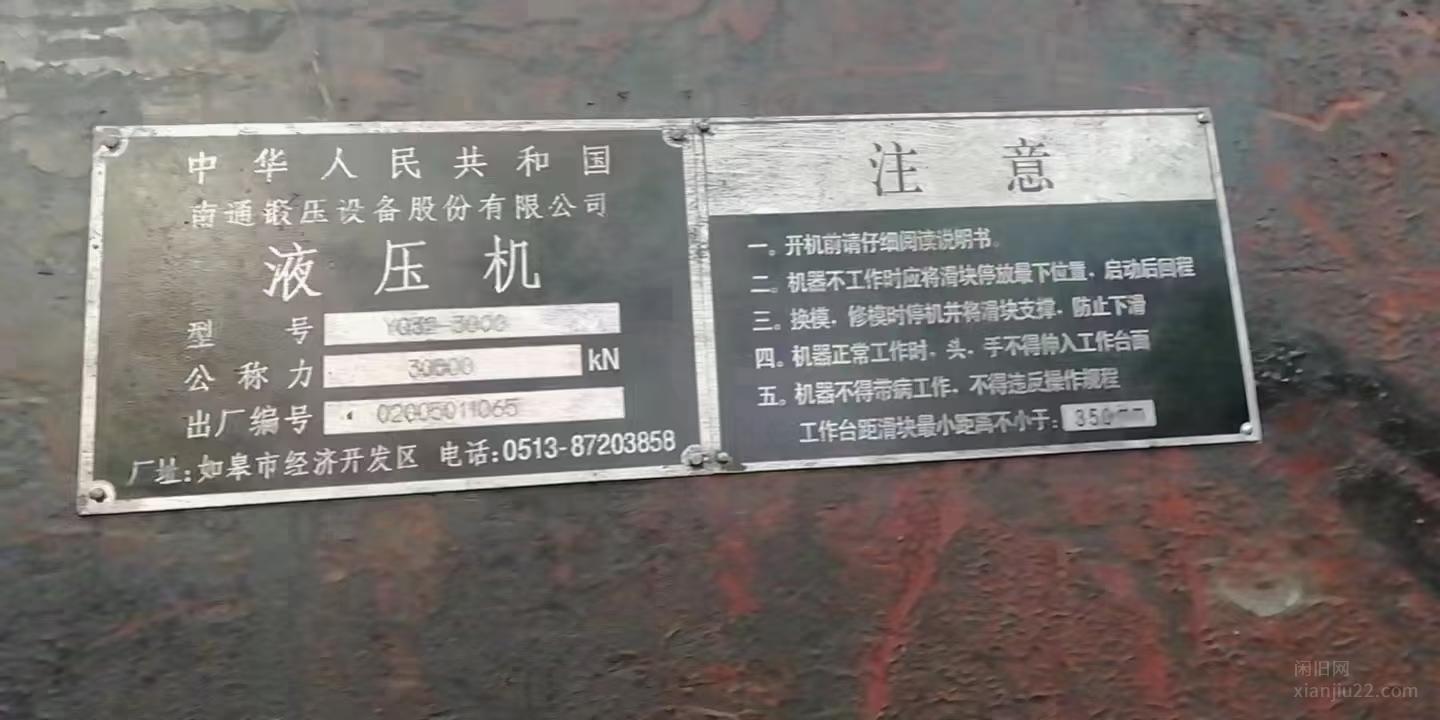 中华人民共和国
南通锻压设备股份有限公司
液压机
型号 YQ32-3000
公称力 30000 kN
出厂编号 02005011065
厂址:如皋市经济开发区 电话:0513-87203858
注意
一。开机前请仔细阅读说明书。
二。机器不工作时应将滑块停放最下位置，启动后回程
三。换模，修模时停机并将滑块支撑，防止下滑
四。机器正常工作时，头，手不得伸入工作台面
五。机器不得带病工作，不得违反操作规程
工作台距滑块最小距离不小于: 350mm
闲旧网
xianjiu22.com